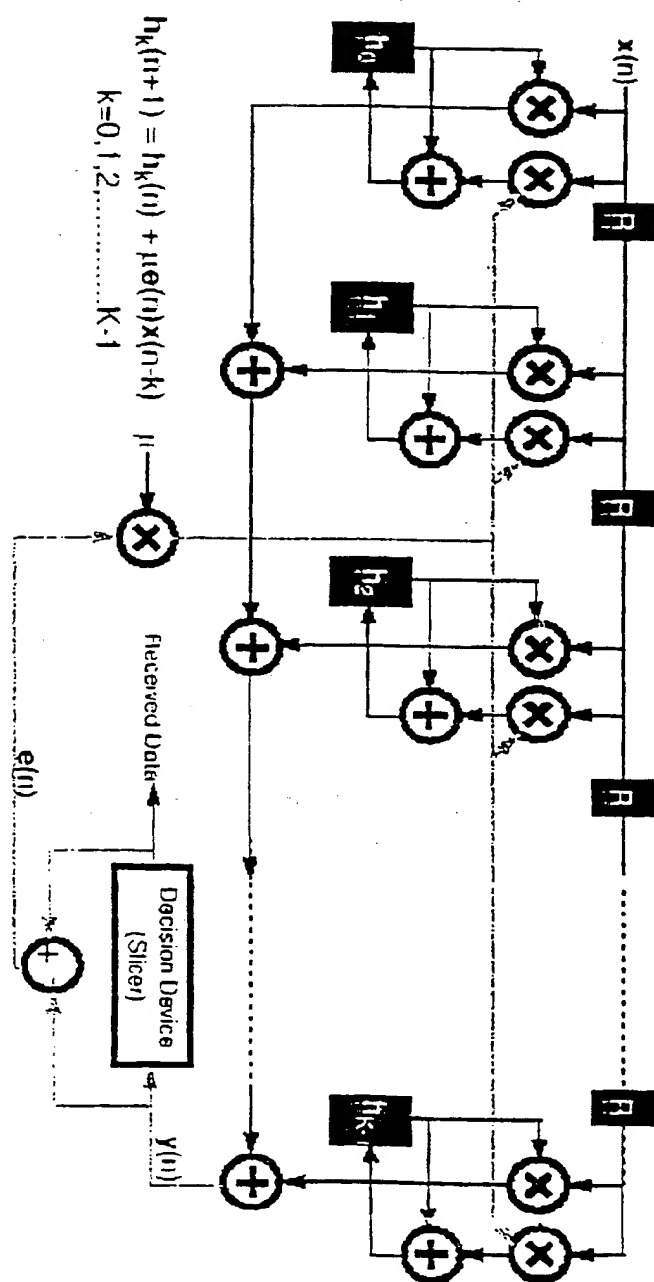 x(n)
R
R
R
R
h0
h1
h2
hK-1
hk(n+1) = hk(n) + μe(n)x(n-k)
k=0,1,2,...........K-1
μ
Received Data
Decision Device
(Slicer)
y(n)
+
-
e(n)